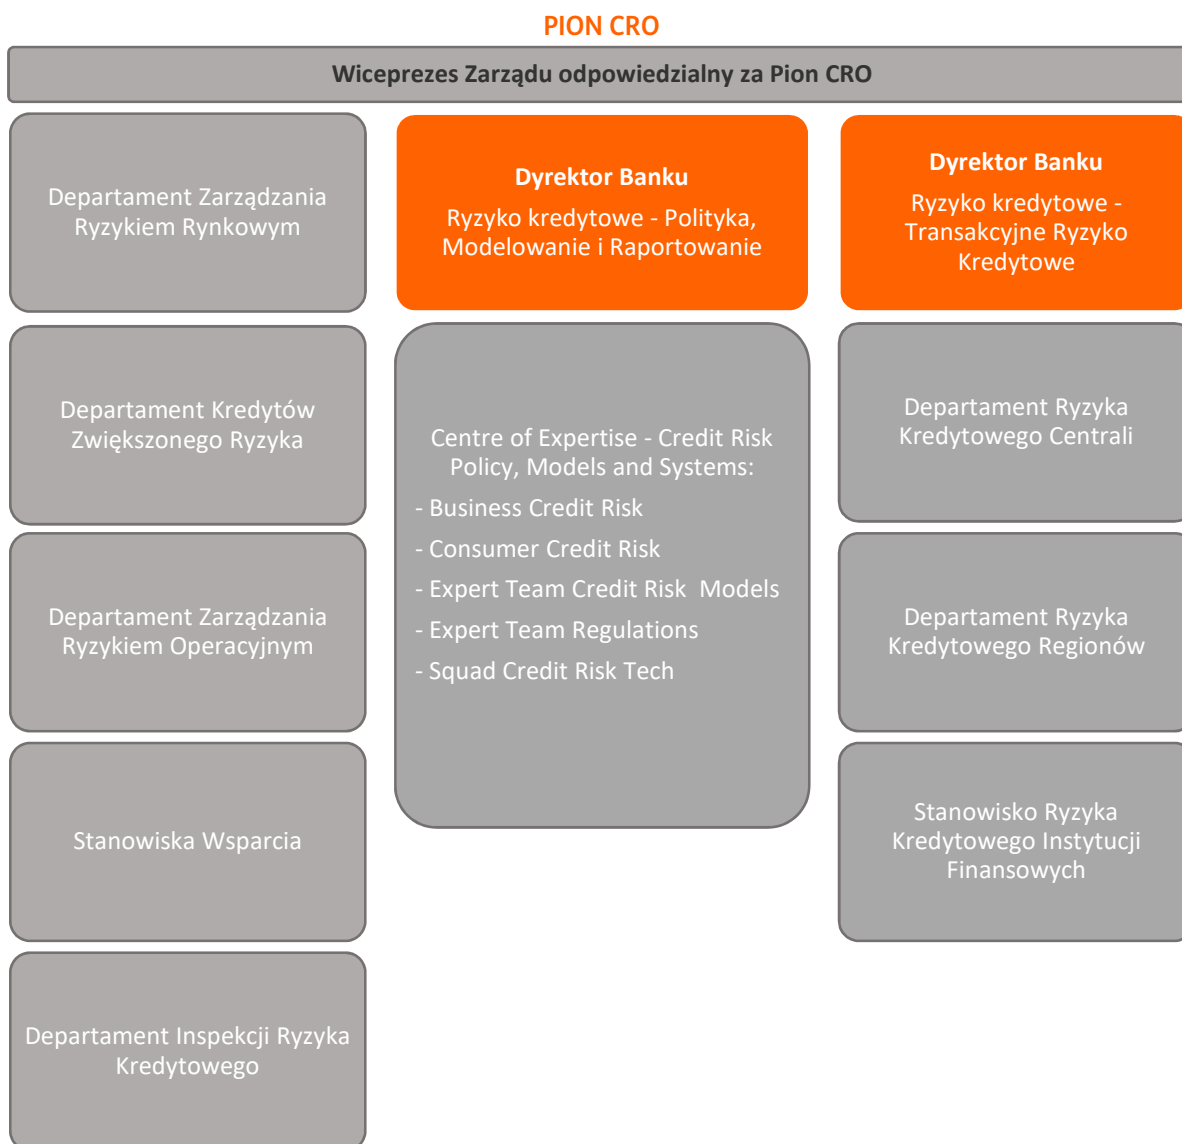 PION CRO
Wiceprezes Zarządu odpowiedzialny za Pion CRO
Departament Zarządzania
Ryzykiem Rynkowym
Departament Kredytów
Zwiększonego Ryzyka
Departament Zarządzania
Ryzykiem Operacyjnym
Stanowiska Wsparcia
Departament Inspekcji Ryzyka
Kredytowego
Dyrektor Banku
Ryzyko kredytowe - Polityka,
Modelowanie i Raportowanie
Centre of Expertise - Credit Risk
Policy, Models and Systems:
- Business Credit Risk
- Consumer Credit Risk
- Expert Team Credit Risk  Models
- Expert Team Regulations
- Squad Credit Risk Tech
Dyrektor Banku
Ryzyko kredytowe -
Transakcyjne Ryzyko
Kredytowe
Departament Ryzyka
Kredytowego Centrali
Departament Ryzyka
Kredytowego Regionów
Stanowisko Ryzyka
Kredytowego Instytucji
Finansowych